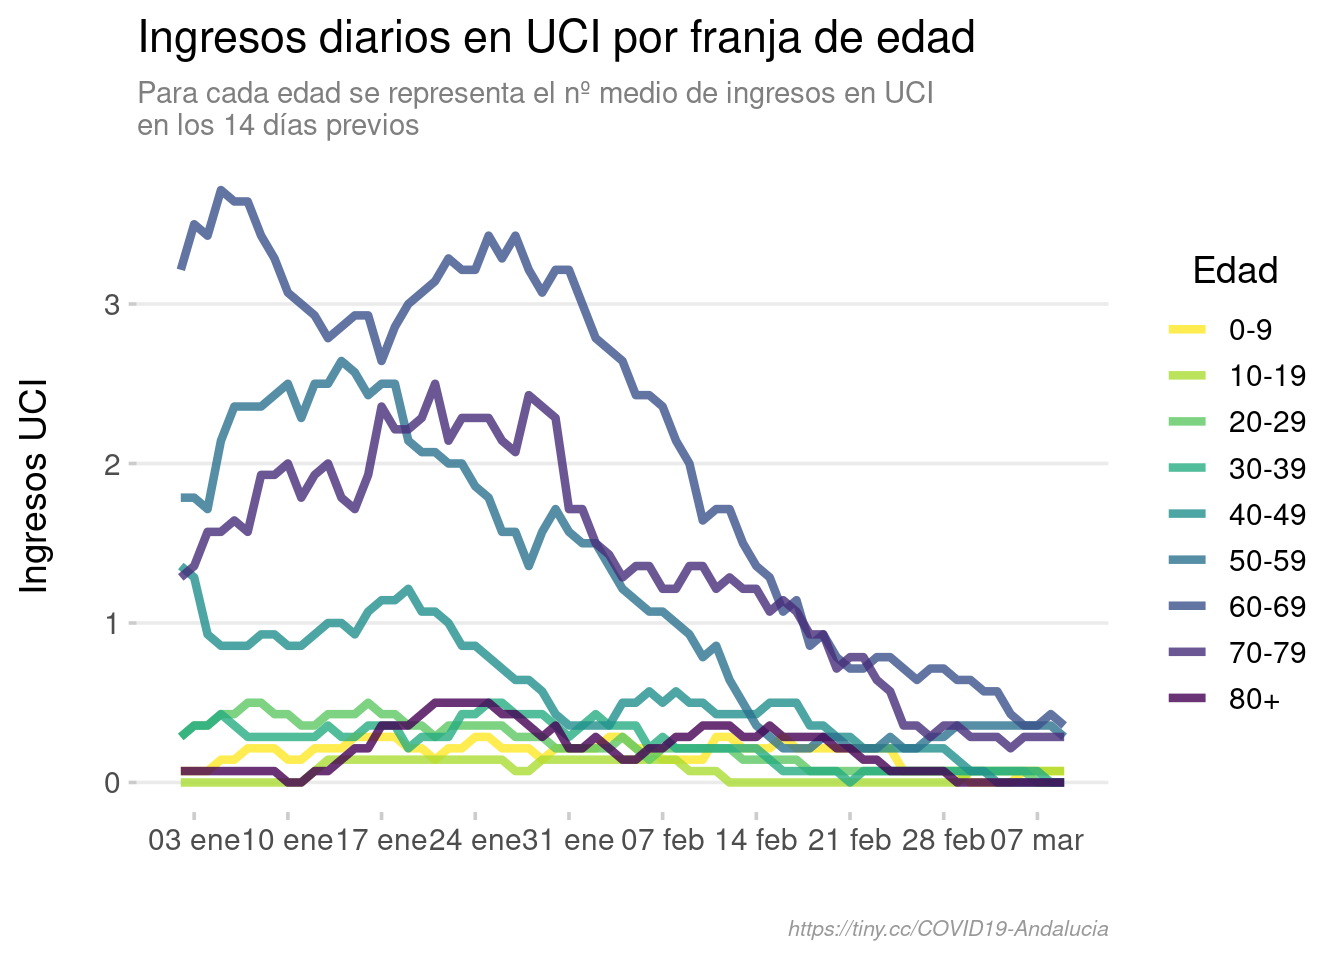 Ingresos diarios en UCI por franja de edad
Para cada edad se representa el nº medio de ingresos en UCI
en los 14 días previos
Ingresos UCI
3
2
1
0
03 ene 10 ene 17 ene 24 ene 31 ene 07 feb 14 feb 21 feb 28 feb 07 mar
Edad
0-9
10-19
20-29
30-39
40-49
50-59
60-69
70-79
80+
https://tiny.cc/COVID19-Andalucia